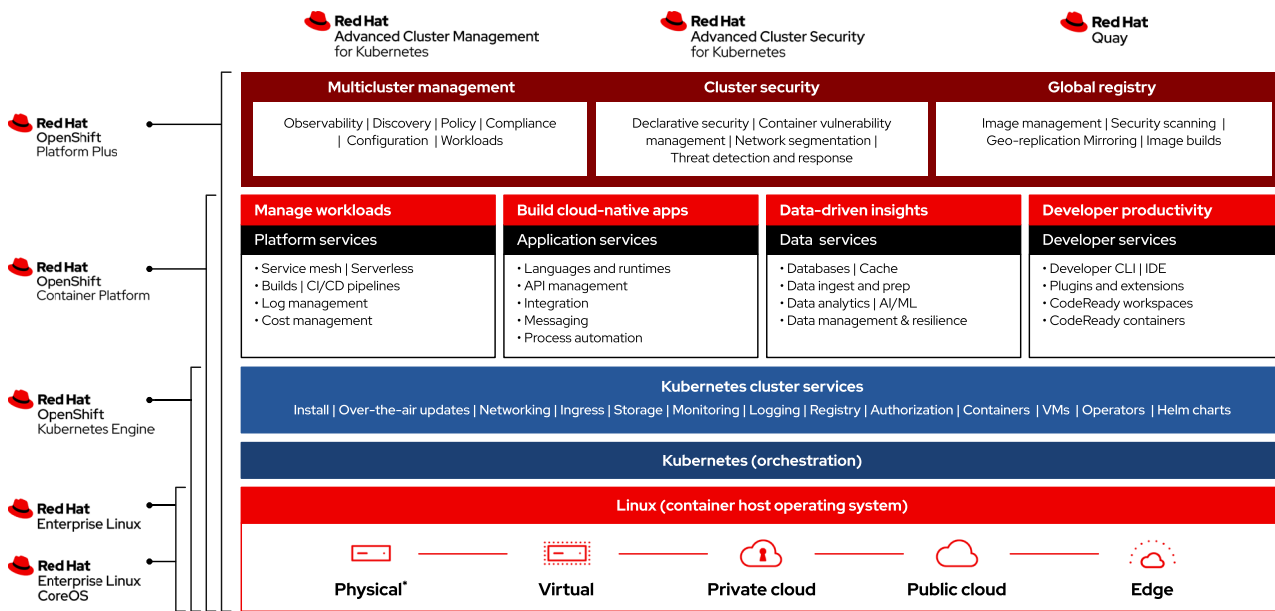 Red Hat
Advanced Cluster Management
for Kubernetes
Red Hat
Advanced Cluster Security
for Kubernetes
Red Hat
Quay
Red Hat
OpenShift
Platform Plus
Multicluster management
Observability | Discovery | Policy | Compliance
| Configuration | Workloads
Cluster security
Declarative security | Container vulnerability
management | Network segmentation |
Threat detection and response
Global registry
Image management | Security scanning |
Geo-replication Mirroring | Image builds
Red Hat
OpenShift
Container Platform
Manage workloads
Platform services
• Service mesh | Serverless
• Builds | CI/CD pipelines
• Log management
• Cost management
Build cloud-native apps
Application services
• Languages and runtimes
• API management
• Integration
• Messaging
• Process automation
Data-driven insights
Data services
• Databases | Cache
• Data ingest and prep
• Data analytics | AI/ML
• Data management & resilience
Developer productivity
Developer services
• Developer CLI | IDE
• Plugins and extensions
• CodeReady workspaces
• CodeReady containers
Red Hat
OpenShift
Kubernetes Engine
Kubernetes cluster services
Install | Over-the-air updates | Networking | Ingress | Storage | Monitoring | Logging | Registry | Authorization | Containers | VMs | Operators | Helm charts
Kubernetes (orchestration)
Red Hat
Enterprise Linux
Linux (container host operating system)
Red Hat
Enterprise Linux
CoreOS
Physical*
Virtual
Private cloud
Public cloud
Edge